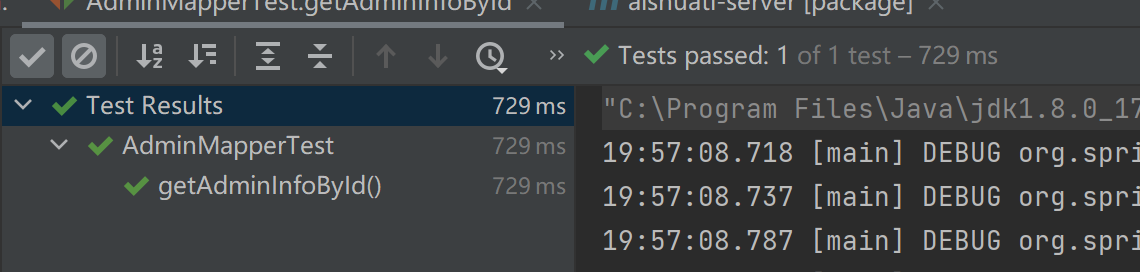 AdminMapperTest.getAdminInfoById
aishuati-server [package]
Tests passed: 1 of 1 test – 729 ms
Test Results 729 ms
AdminMapperTest 729 ms
getAdminInfoById() 729 ms
"C:\Program Files\Java\jdk1.8.0_17
19:57:08.718 [main] DEBUG org.spri
19:57:08.737 [main] DEBUG org.spri
19:57:08.787 [main] DEBUG org.spri